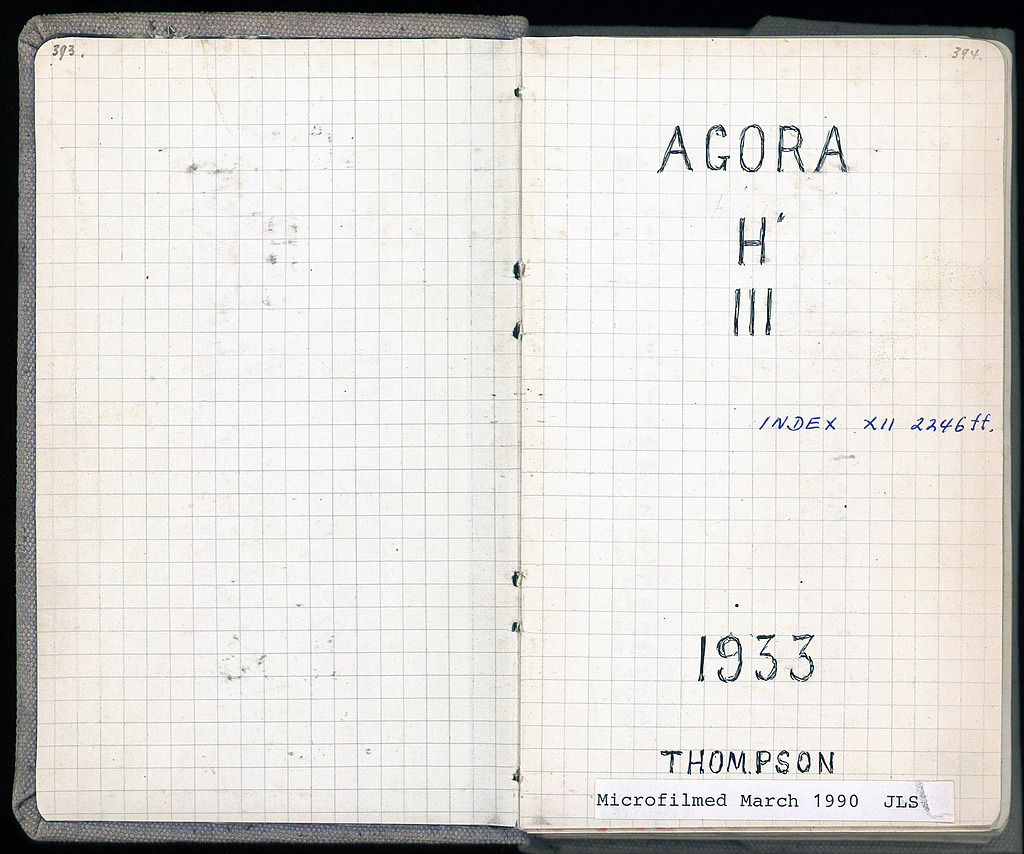 393.
394.
AGORA
H'
III
INDEX XII 2246ff.
1933
THOMPSON
Microfilmed March 1990 JLS